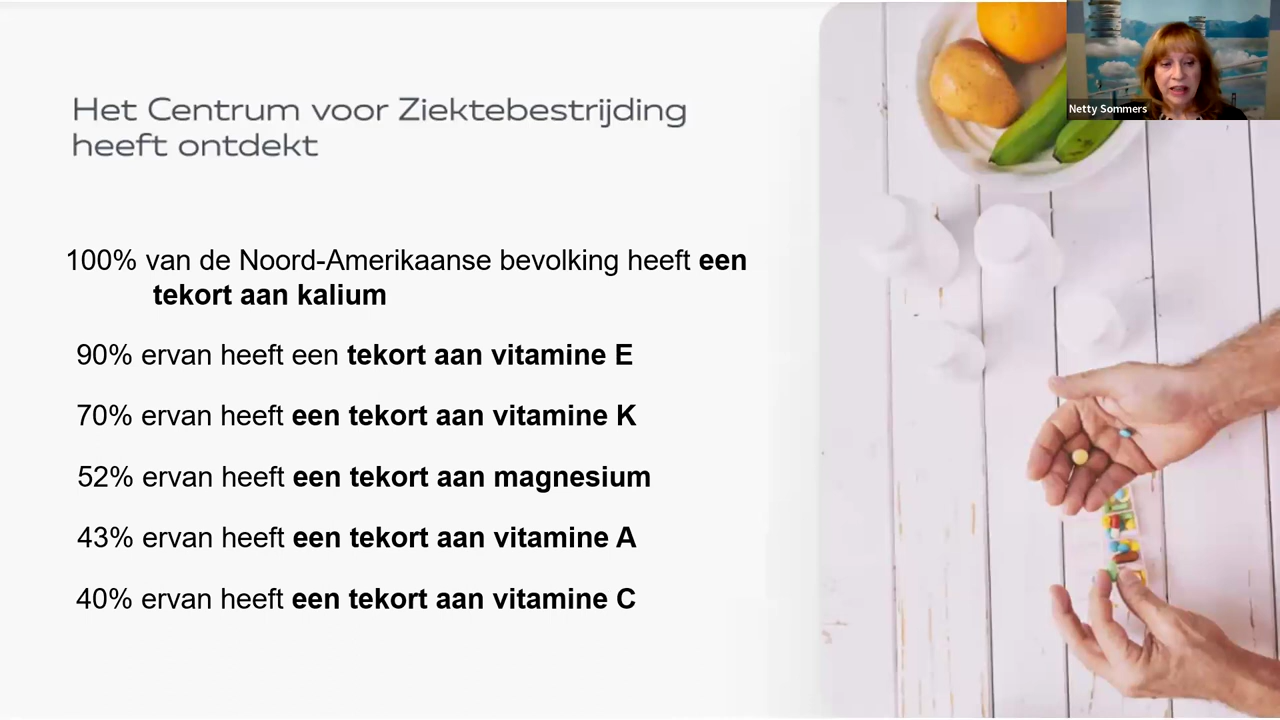 Het Centrum voor Ziektebestrijding
heeft ontdekt
100% van de Noord-Amerikaanse bevolking heeft een
tekort aan kalium
90% ervan heeft een tekort aan vitamine E
70% ervan heeft een tekort aan vitamine K
52% ervan heeft een tekort aan magnesium
43% ervan heeft een tekort aan vitamine A
40% ervan heeft een tekort aan vitamine C
Netty Sommers